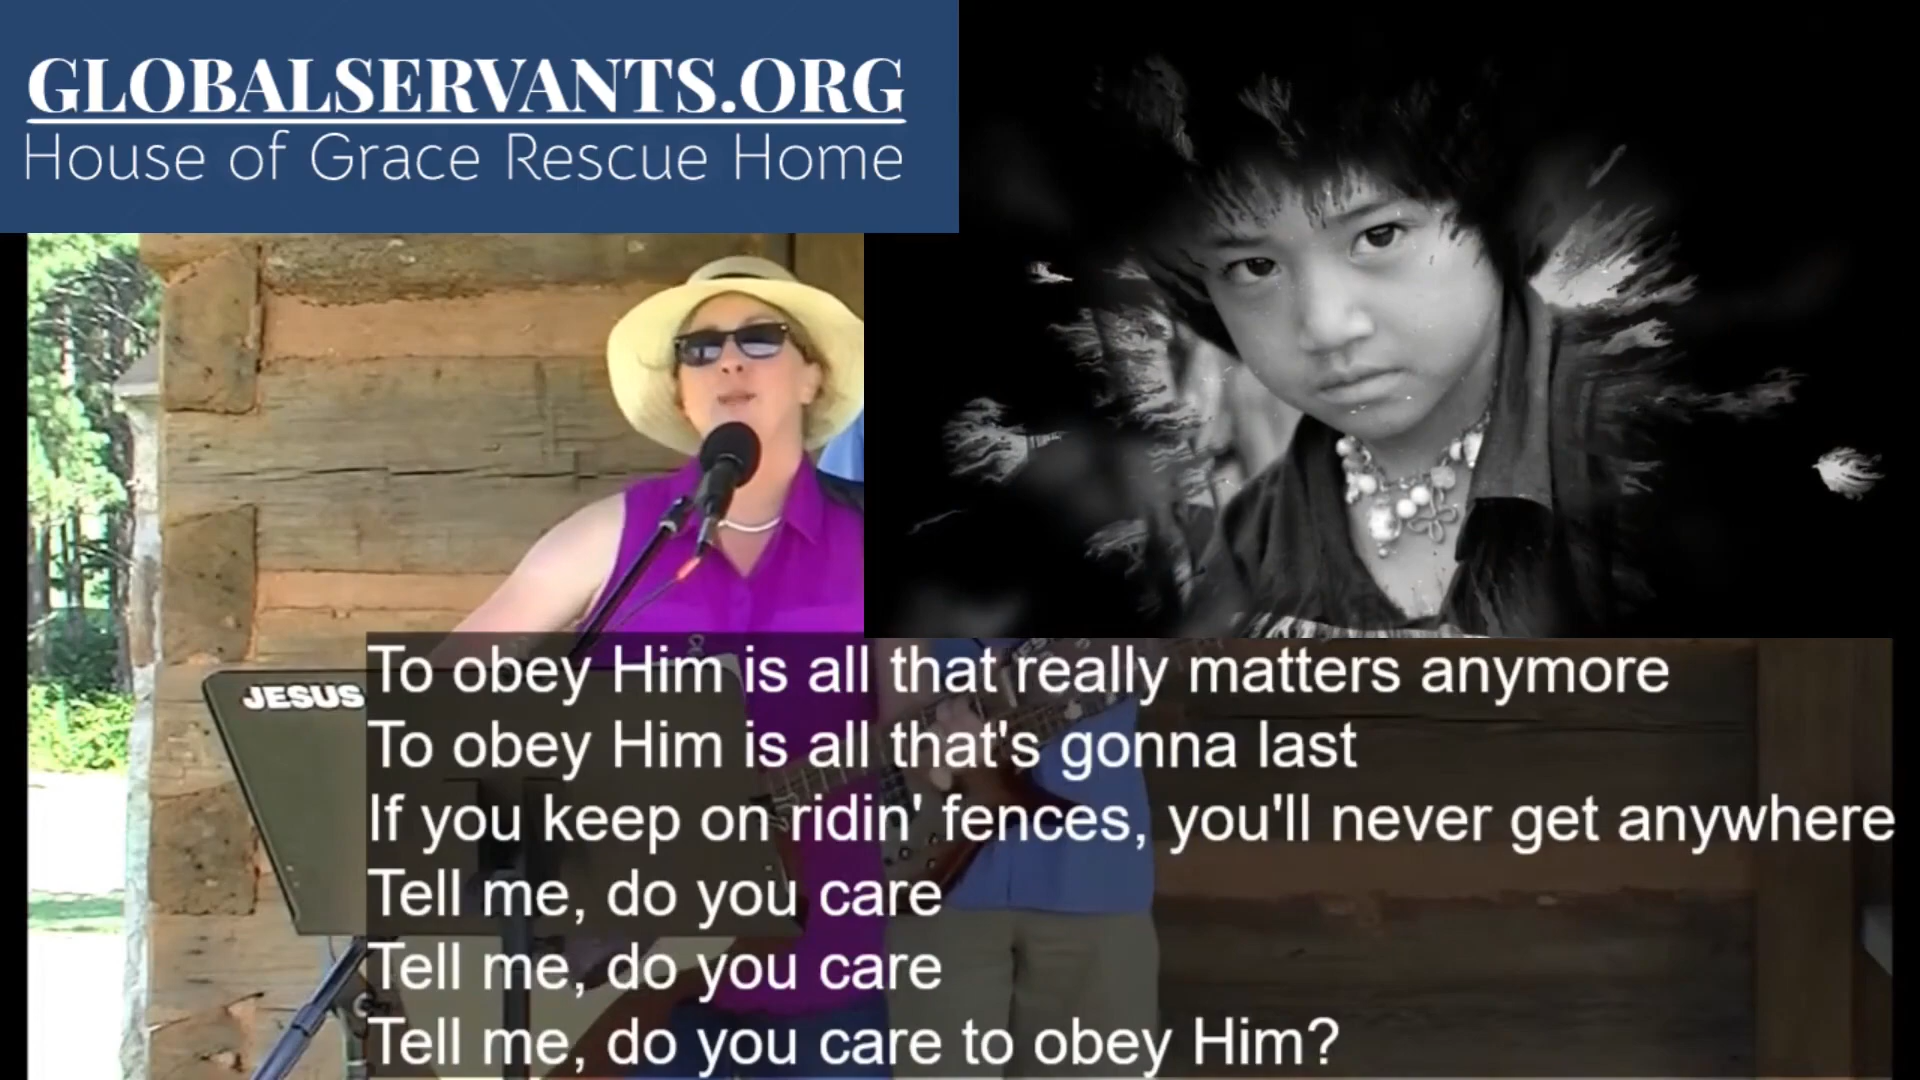 GLOBALSERVANTS.ORG
House of Grace Rescue Home
JESUS
To obey Him is all that really matters anymore
To obey Him is all that's gonna last
If you keep on ridin' fences, you'll never get anywhere
Tell me, do you care
Tell me, do you care
Tell me, do you care to obey Him?